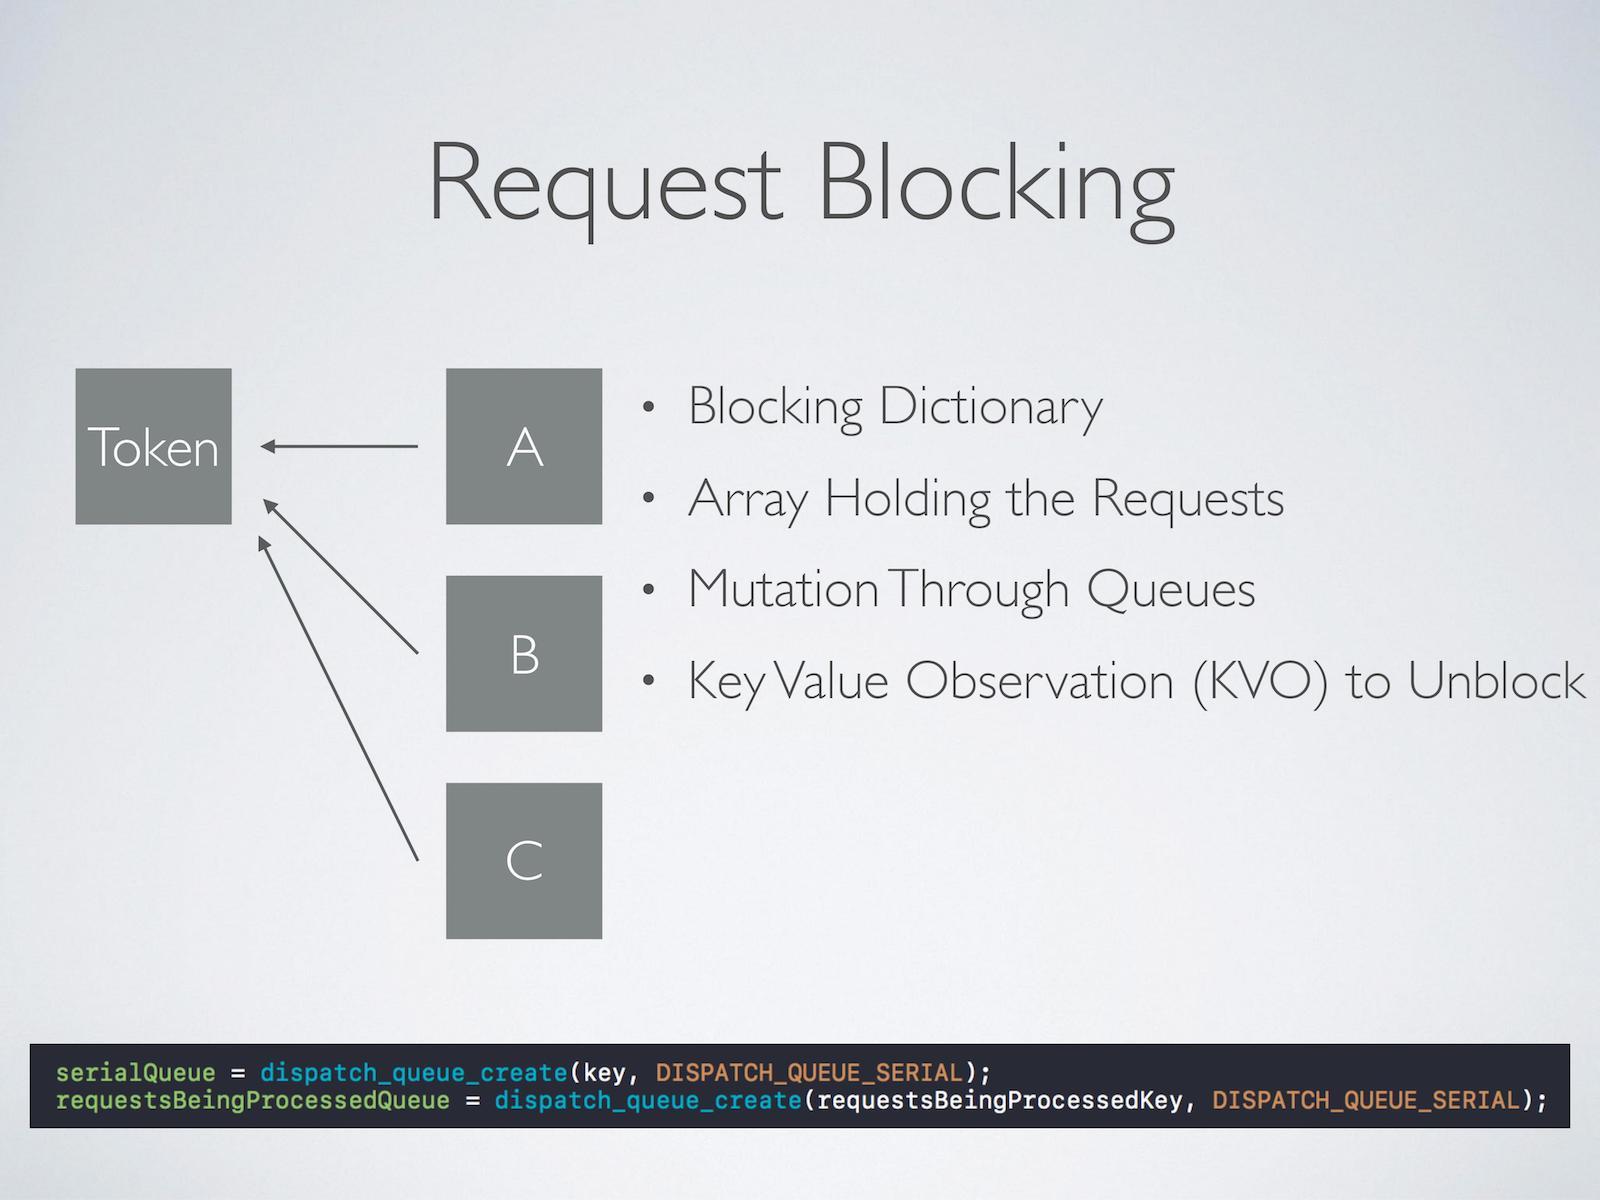 Request Blocking
Token
A
B
C
• Blocking Dictionary
• Array Holding the Requests
• Mutation Through Queues
• Key Value Observation (KVO) to Unblock
serialQueue = dispatch_queue_create(key, DISPATCH_QUEUE_SERIAL);
requestsBeingProcessedQueue = dispatch_queue_create(requestsBeingProcessedKey, DISPATCH_QUEUE_SERIAL);